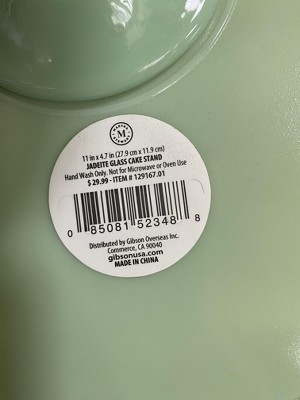 MARTHA STEWART
M
11 in x 4.7 in (27.9 cm x 11.9 cm)
JADEITE GLASS CAKE STAND
Hand Wash Only. Not for Microwave or Oven Use
$ 29.99 - ITEM # 129167.01
0 85081 52348 8
Distributed by Gibson Overseas Inc.
Commerce, CA 90040
gibsonusa.com
MADE IN CHINA